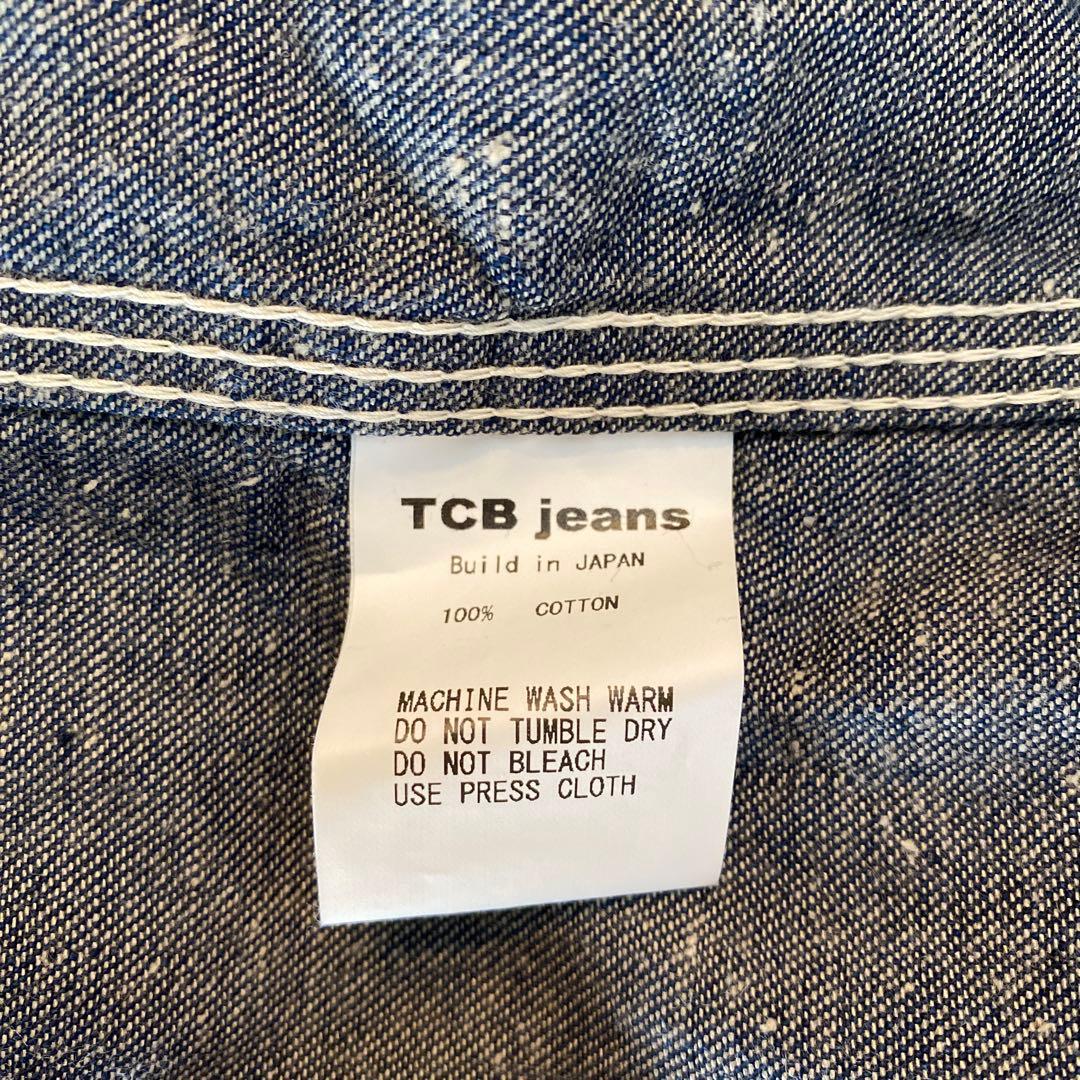 TCB jeans
Build in JAPAN
100% COTTON
MACHINE WASH WARM
DO NOT TUMBLE DRY
DO NOT BLEACH
USE PRESS CLOTH